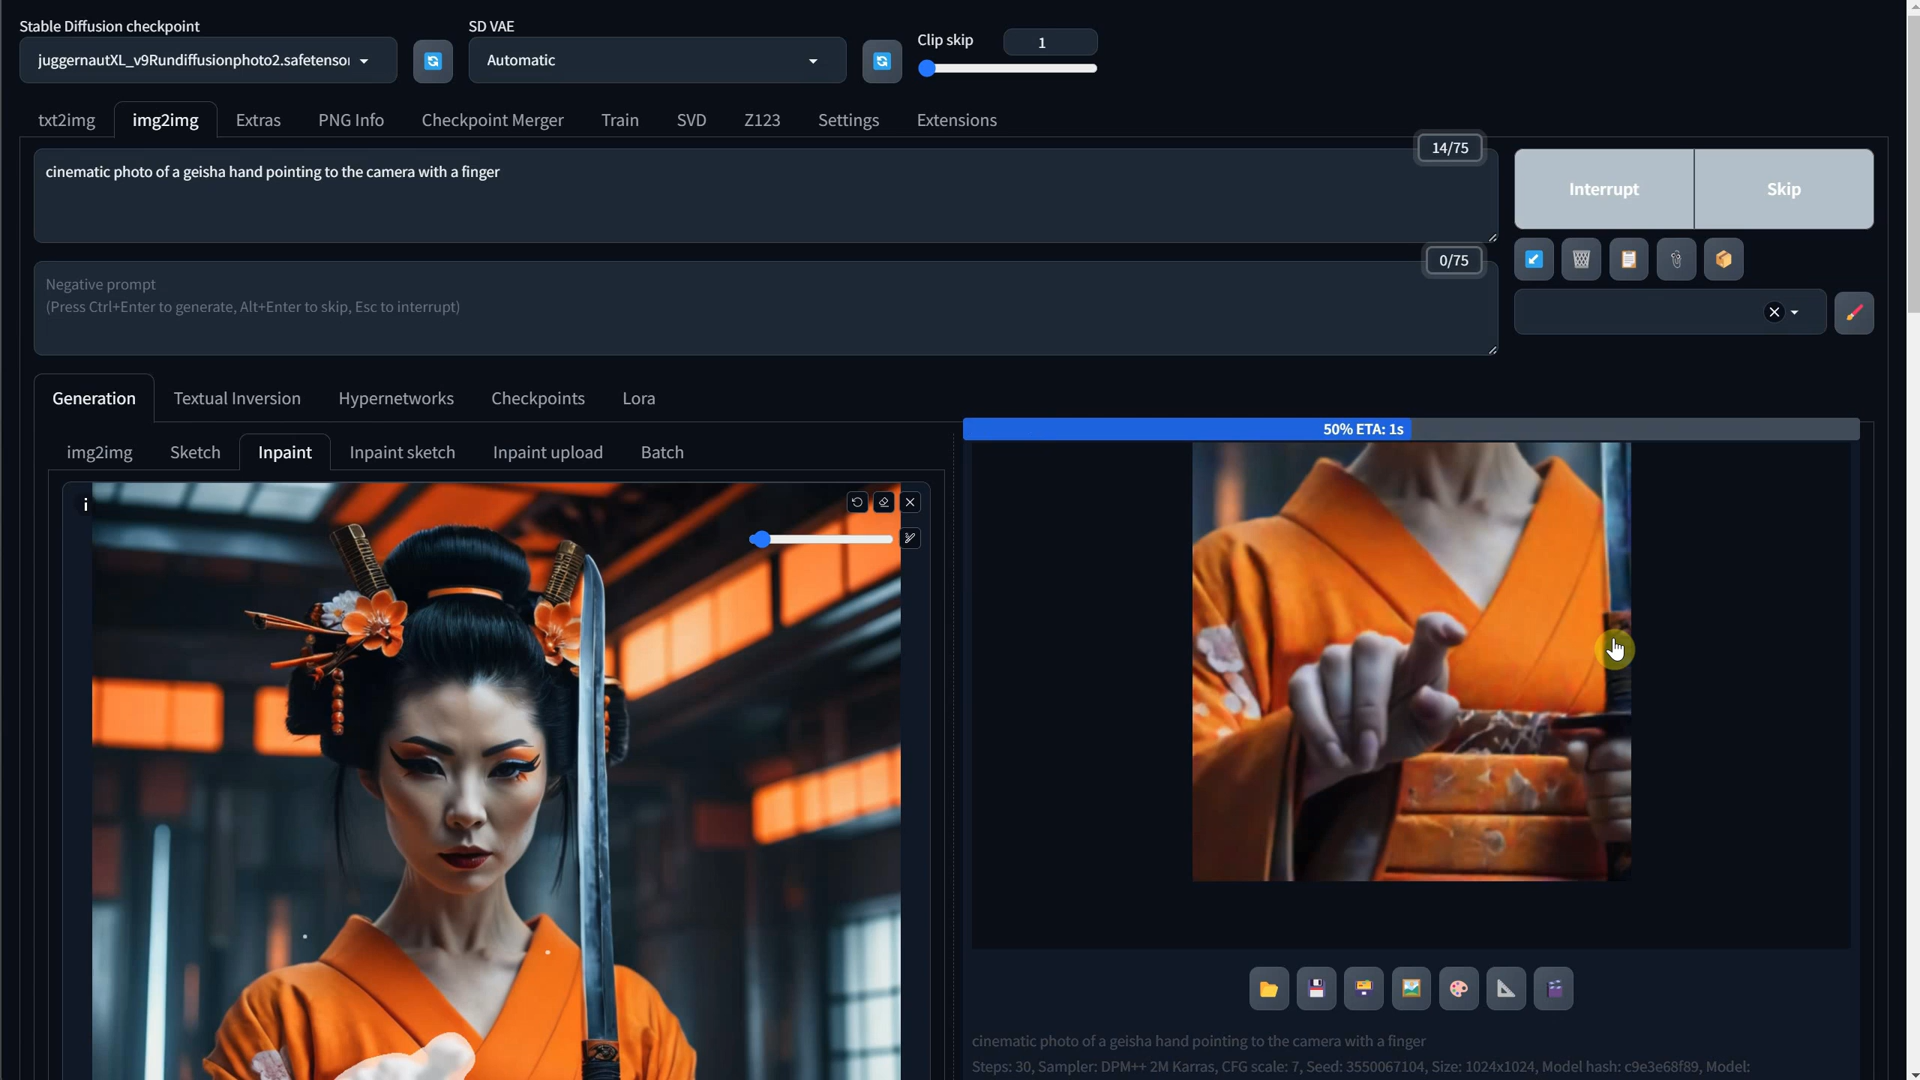 Stable Diffusion checkpoint
juggernautXL_v9Rundiffusionphoto2.safetensor
SD VAE
Automatic
Clip skip
1
txt2img
img2img
Extras
PNG Info
Checkpoint Merger
Train
SVD
Z123
Settings
Extensions
14/75
cinematic photo of a geisha hand pointing to the camera with a finger
Interrupt
Skip
0/75
Negative prompt
(Press Ctrl+Enter to generate, Alt+Enter to skip, Esc to interrupt)
Generation
Textual Inversion
Hypernetworks
Checkpoints
Lora
50% ETA: 1s
img2img
Sketch
Inpaint
Inpaint sketch
Inpaint upload
Batch
i
cinematic photo of a geisha hand pointing to the camera with a finger
Steps: 30, Sampler: DPM++ 2M Karras, CFG scale: 7, Seed: 3550067104, Size: 1024x1024, Model hash: c9e3e68f89, Model: